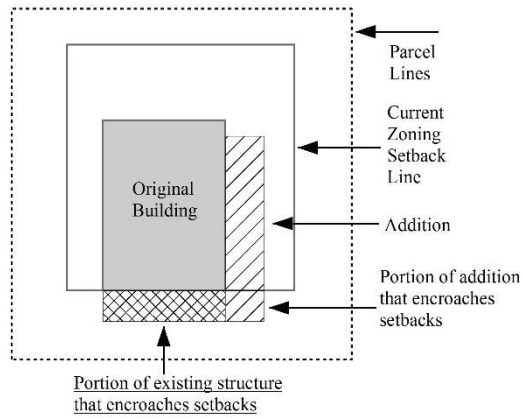 Parcel
Lines
Current
Zoning
Setback
Line
Original
Building
Addition
Portion of addition
that encroaches
setbacks
Portion of existing structure
that encroaches setbacks